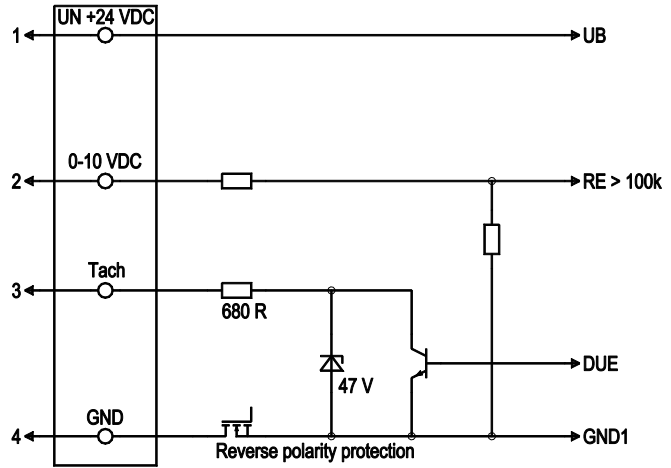 UN +24 VDC
1
UB
0-10 VDC
2
RE > 100k
Tach
3
680 R
DUE
47 V
GND
4
GND1
Reverse polarity protection